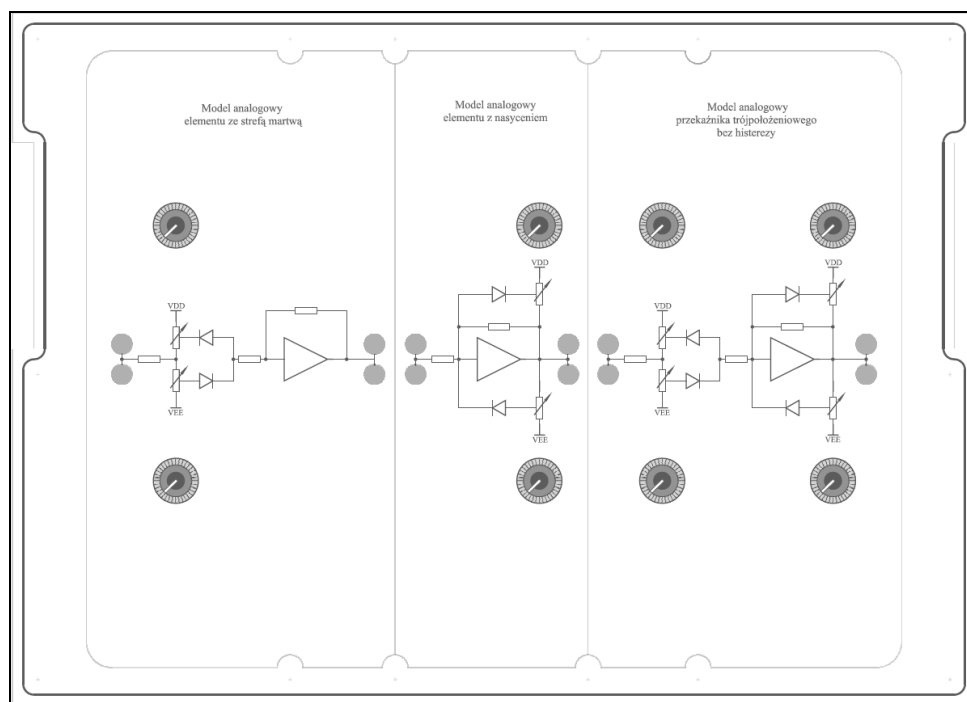 Model analogowy
elementu ze strefą martwą
Model analogowy
elementu z nasyceniem
Model analogowy
przekaźnika trójpołożeniowego
bez histerezy
VDD
VEE
VDD
VEE
VDD
VEE
VDD
VEE